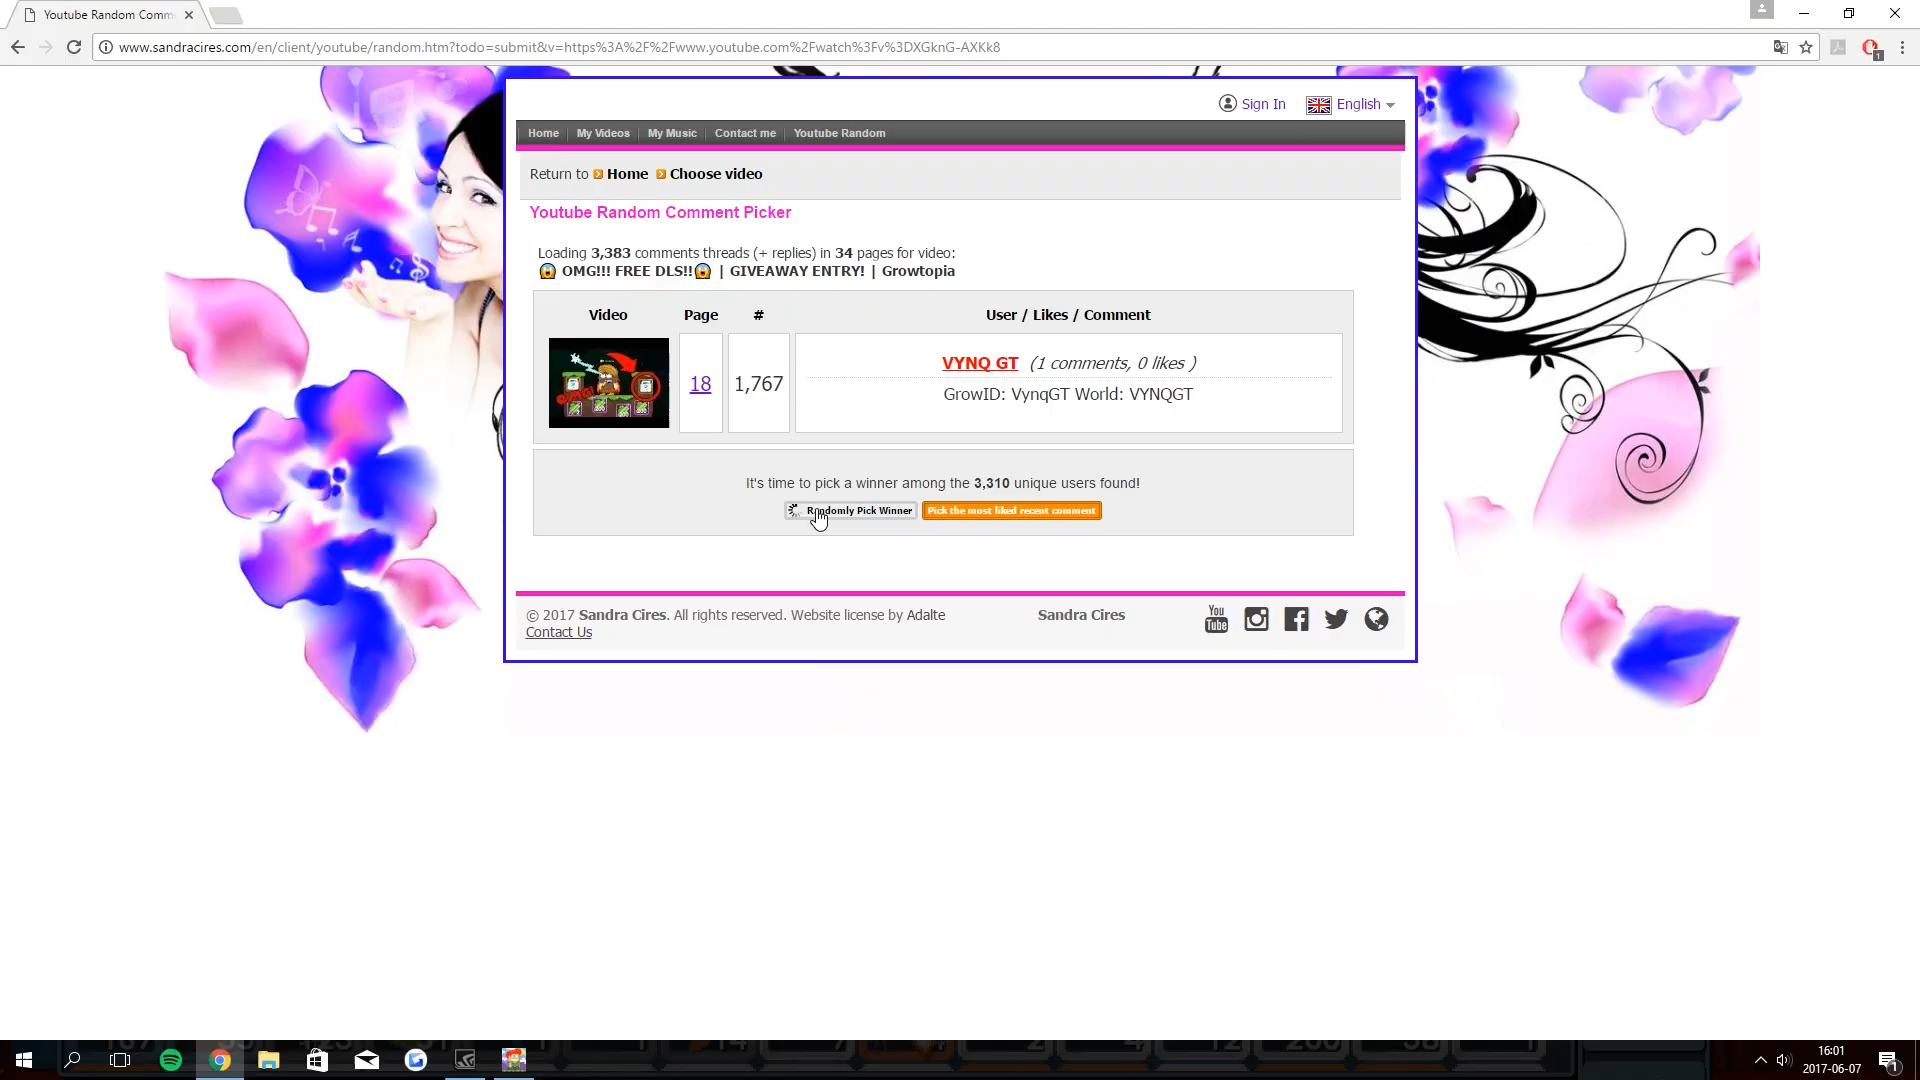 Youtube Random Comm
www.sandracires.com/en/client/youtube/random.htm?todo=submit&v=https%3A%2F%2Fwww.youtube.com%2Fwatch%3Fv%3DXGknG-AXKk8
1
Sign In English
Home My Videos My Music Contact me Youtube Random
Return to Home Choose video
Youtube Random Comment Picker
Loading 3,383 comments threads (+ replies) in 34 pages for video:
😱 OMG!!! FREE DLS!!😱 | GIVEAWAY ENTRY! | Growtopia
Video Page # User / Likes / Comment
VYNQ GT (1 comments, 0 likes )
18 1,767
GrowID: VynqGT World: VYNQGT
It's time to pick a winner among the 3,310 unique users found!
Randomly Pick Winner Pick the most liked recent comment
© 2017 Sandra Cires. All rights reserved. Website license by Adalte Sandra Cires You Tube
Contact Us
16:01
2017-06-07
1